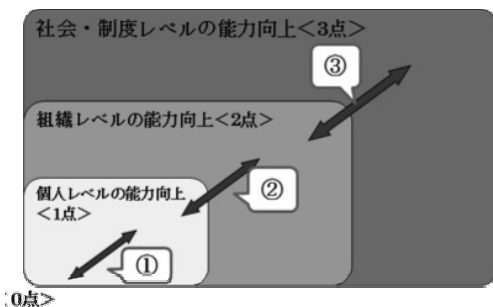 社会・制度レベルの能力向上<3点>
③
組織レベルの能力向上<2点>
②
個人レベルの能力向上
<1点>
①
0点>